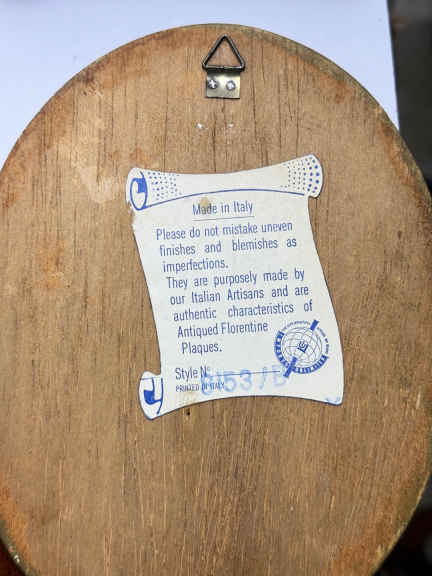 Made in Italy
Please do not mistake uneven
finishes and blemishes as
imperfections.
They are purposely made by
our Italian Artisans and are
authentic characteristics of
Antiqued Florentine
Plaques.
Style No
PRINTED IN ITALY